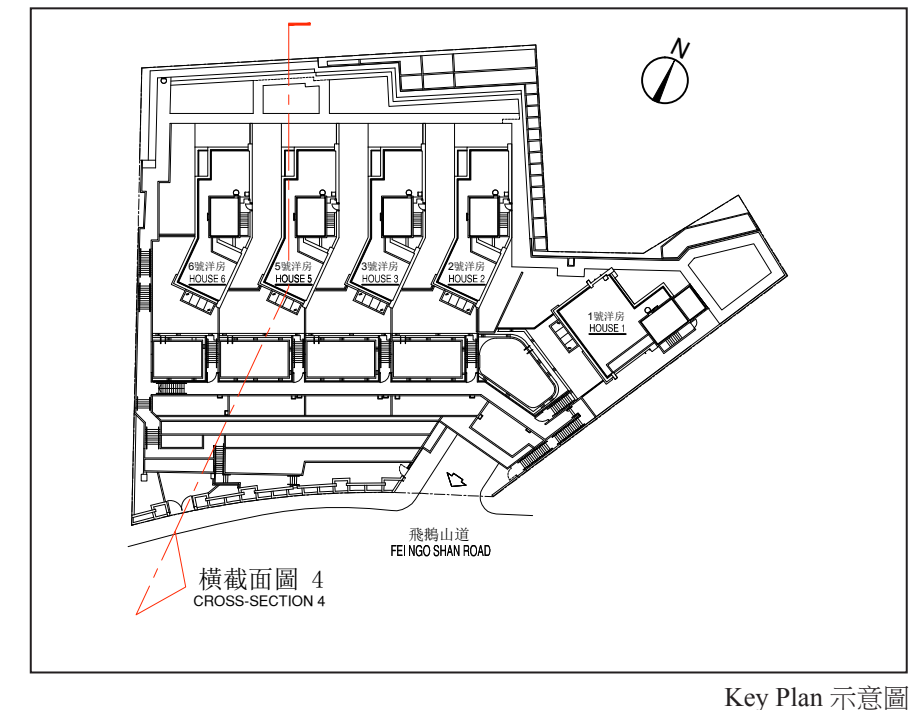 N
6號洋房
HOUSE 6
5號洋房
HOUSE 5
3號洋房
HOUSE 3
2號洋房
HOUSE 2
1號洋房
HOUSE 1
飛鵝山道
FEI NGO SHAN ROAD
橫截面圖 4
CROSS-SECTION 4
Key Plan 示意圖